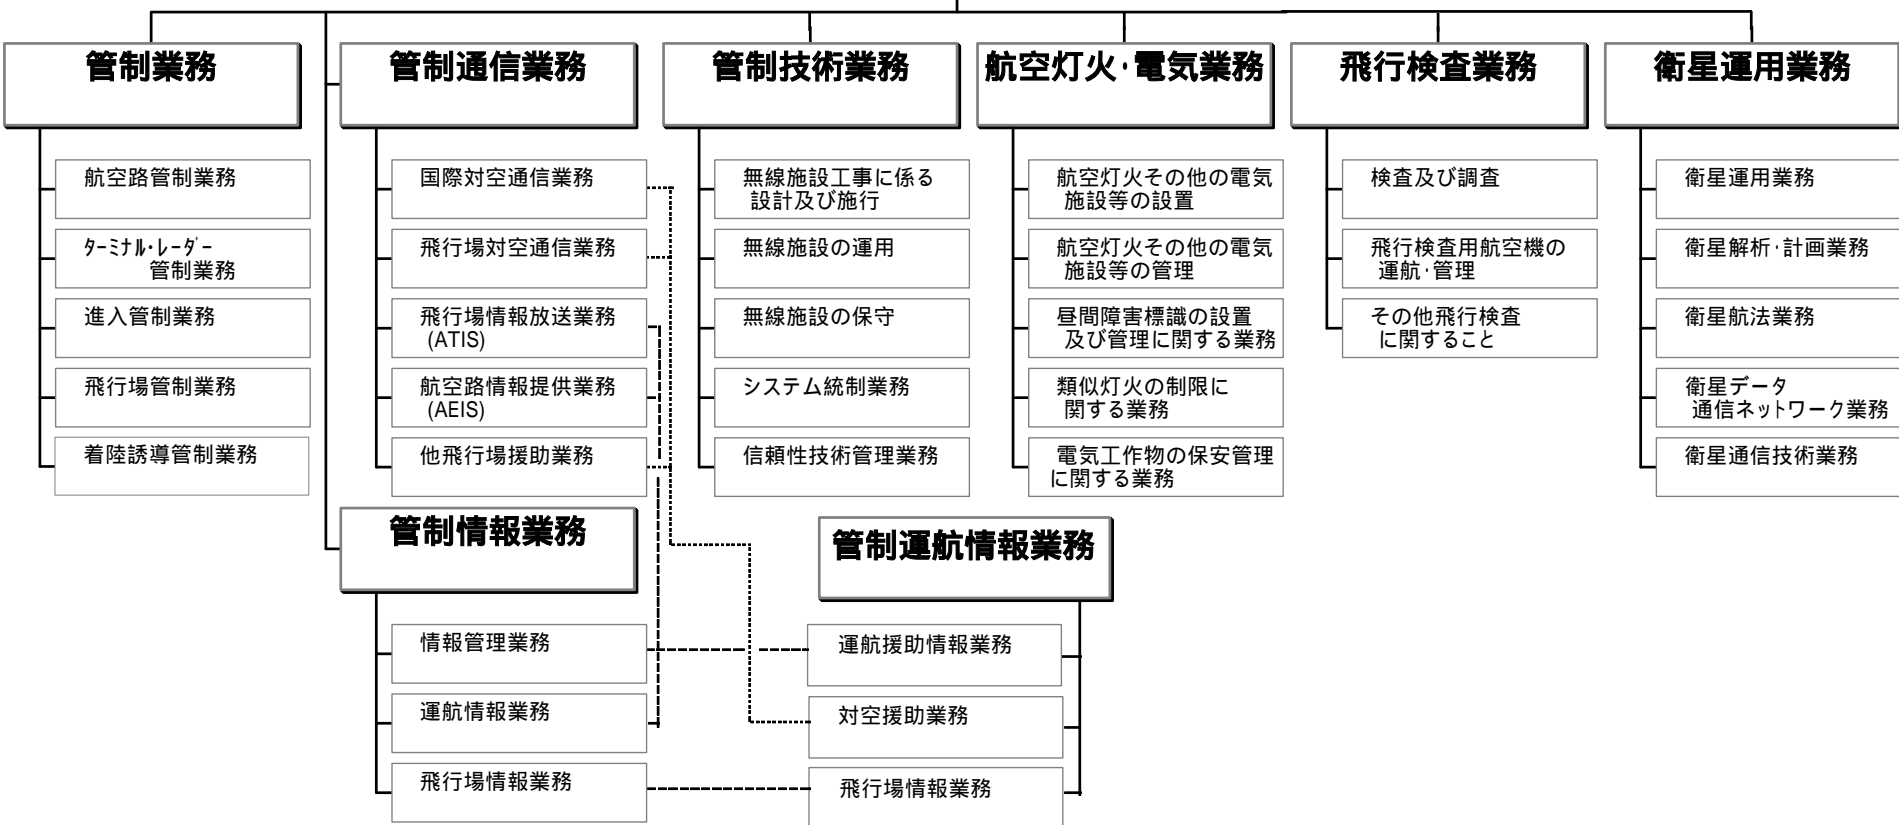 管制業務
航空路管制業務
ﾀｰﾐﾅﾙ・ﾚｰﾀﾞｰ
管制業務
進入管制業務
飛行場管制業務
着陸誘導管制業務
管制通信業務
国際対空通信業務
飛行場対空通信業務
飛行場情報放送業務
(ATIS)
航空路情報提供業務
(AEIS)
他飛行場援助業務
管制技術業務
無線施設工事に係る
設計及び施行
無線施設の運用
無線施設の保守
システム統制業務
信頼性技術管理業務
航空灯火・電気業務
航空灯火その他の電気
施設等の設置
航空灯火その他の電気
施設等の管理
昼間障害標識の設置
及び管理に関する業務
類似灯火の制限に
関する業務
電気工作物の保安管理
に関する業務
飛行検査業務
検査及び調査
飛行検査用航空機の
運航・管理
その他飛行検査
に関すること
衛星運用業務
衛星運用業務
衛星解析・計画業務
衛星航法業務
衛星データ
通信ネットワーク業務
衛星通信技術業務
管制情報業務
情報管理業務
運航情報業務
飛行場情報業務
管制運航情報業務
運航援助情報業務
対空援助業務
飛行場情報業務